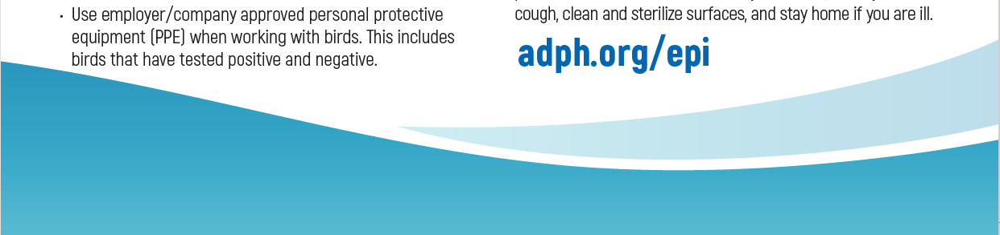 • Use employer/company approved personal protective
equipment (PPE) when working with birds. This includes
birds that have tested positive and negative.
cough, clean and sterilize surfaces, and stay home if you are ill.
adph.org/epi